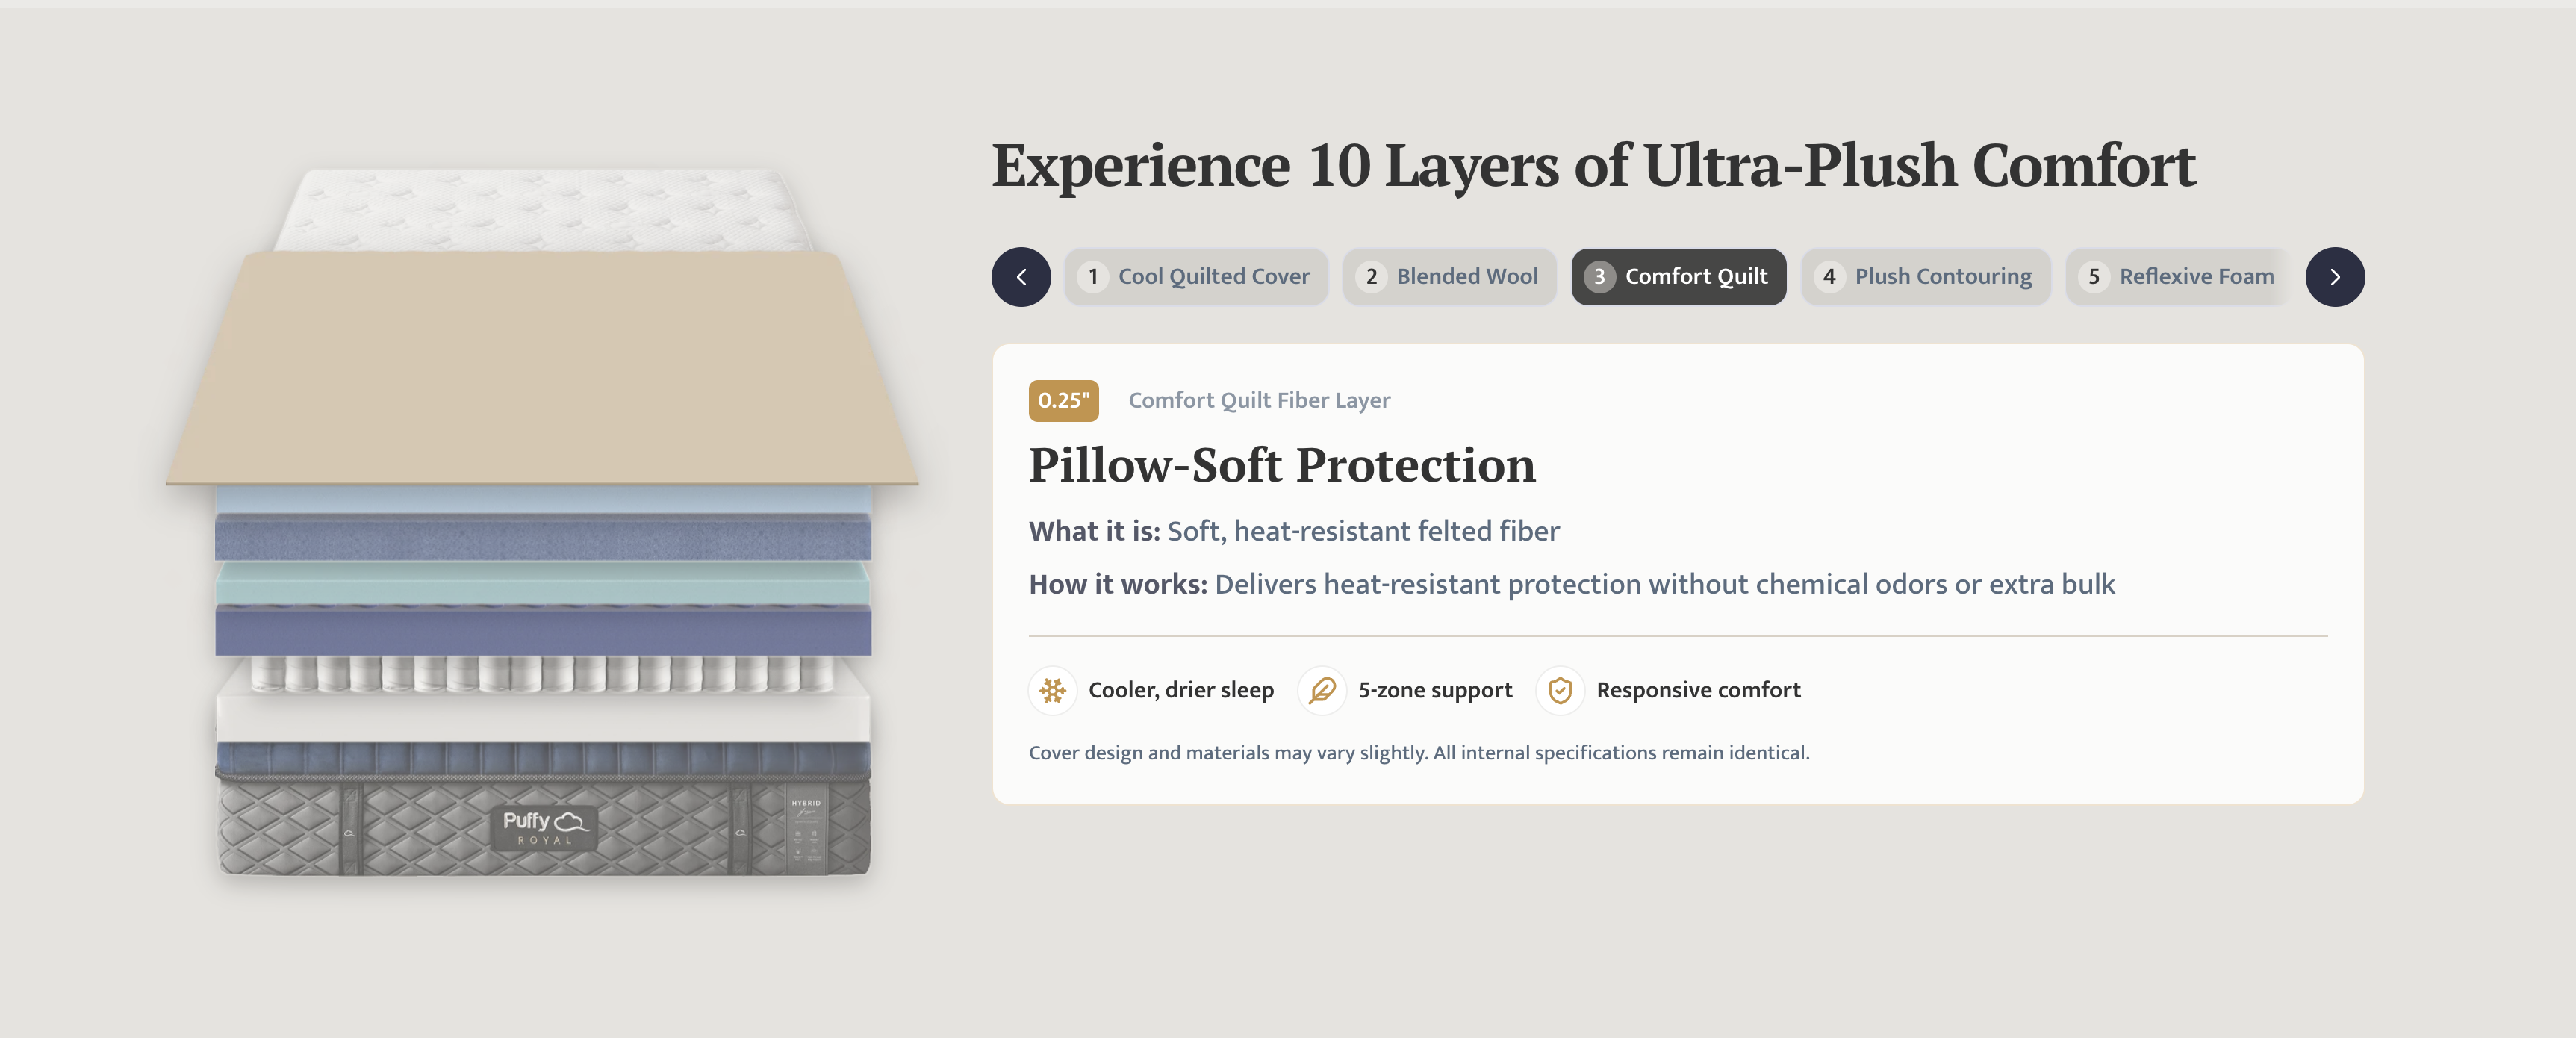 Experience 10 Layers of Ultra-Plush Comfort
1 Cool Quilted Cover
2 Blended Wool
3 Comfort Quilt
4 Plush Contouring
5 Reflexive Foam
0.25" Comfort Quilt Fiber Layer
Pillow-Soft Protection
What it is: Soft, heat-resistant felted fiber
How it works: Delivers heat-resistant protection without chemical odors or extra bulk
Cooler, drier sleep
5-zone support
Responsive comfort
Cover design and materials may vary slightly. All internal specifications remain identical.
Puffy
ROYAL
HYBRID